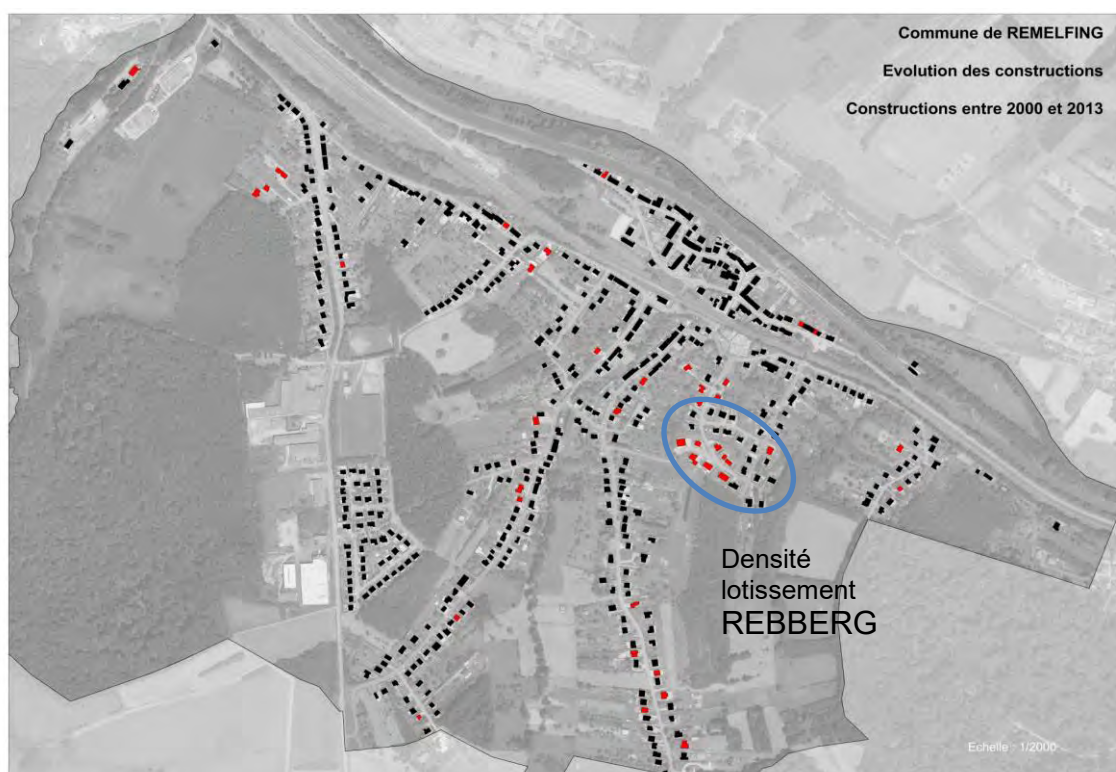 Commune de REMELFING
Evolution des constructions
Constructions entre 2000 et 2013
Densité
lotissement
REBBERG
Echelle : 1/2000